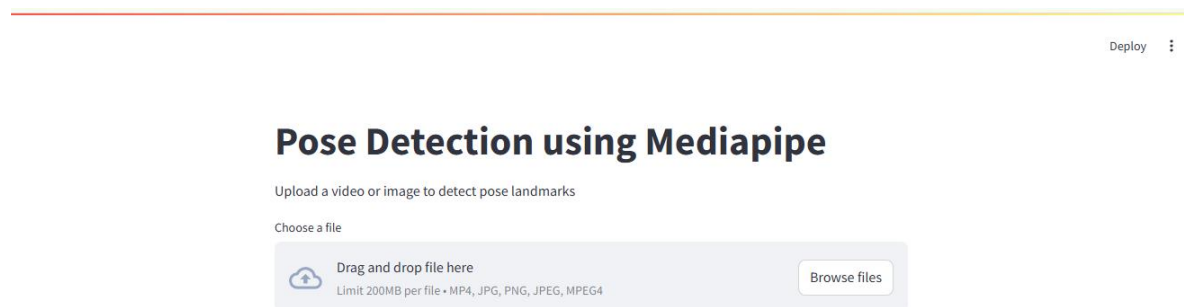 Deploy
Pose Detection using Mediapipe
Upload a video or image to detect pose landmarks
Choose a file
Drag and drop file here
Browse files
Limit 200MB per file • MP4, JPG, PNG, JPEG, MPEG4